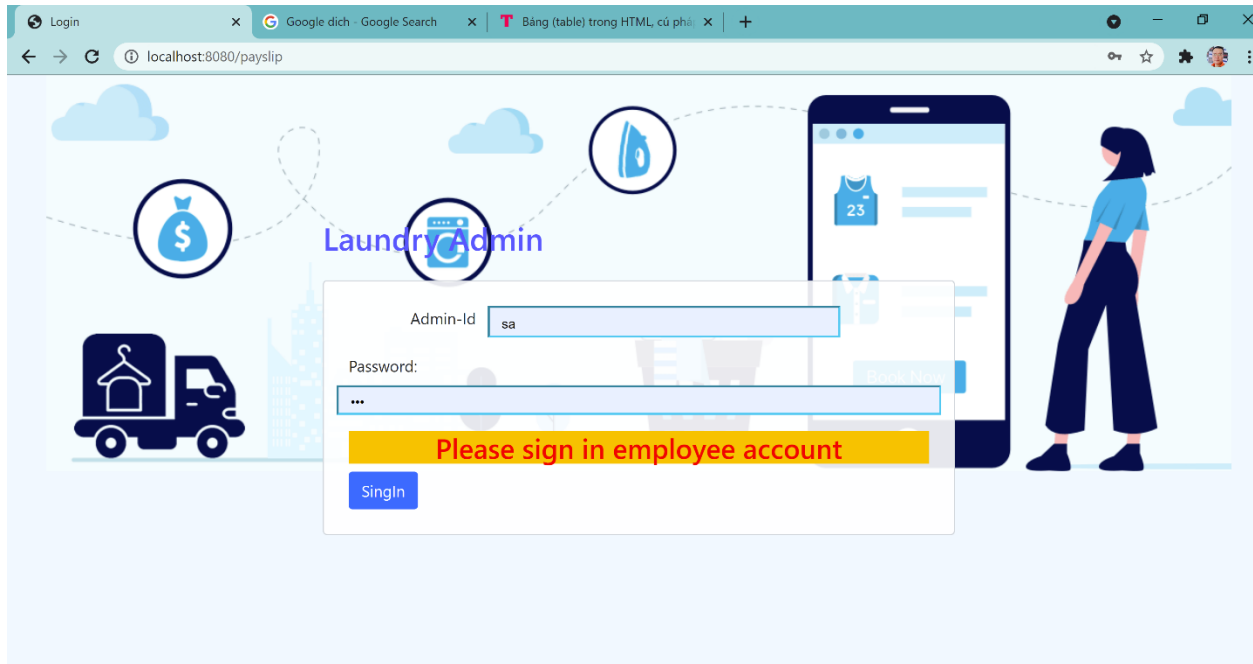 Login
Google dich - Google Search
Bảng (table) trong HTML, cú phá
localhost:8080/payslip
$
23
Laundry Admin
Admin-Id
sa
Password:
•••
Book Now
Please sign in employee account
SingIn